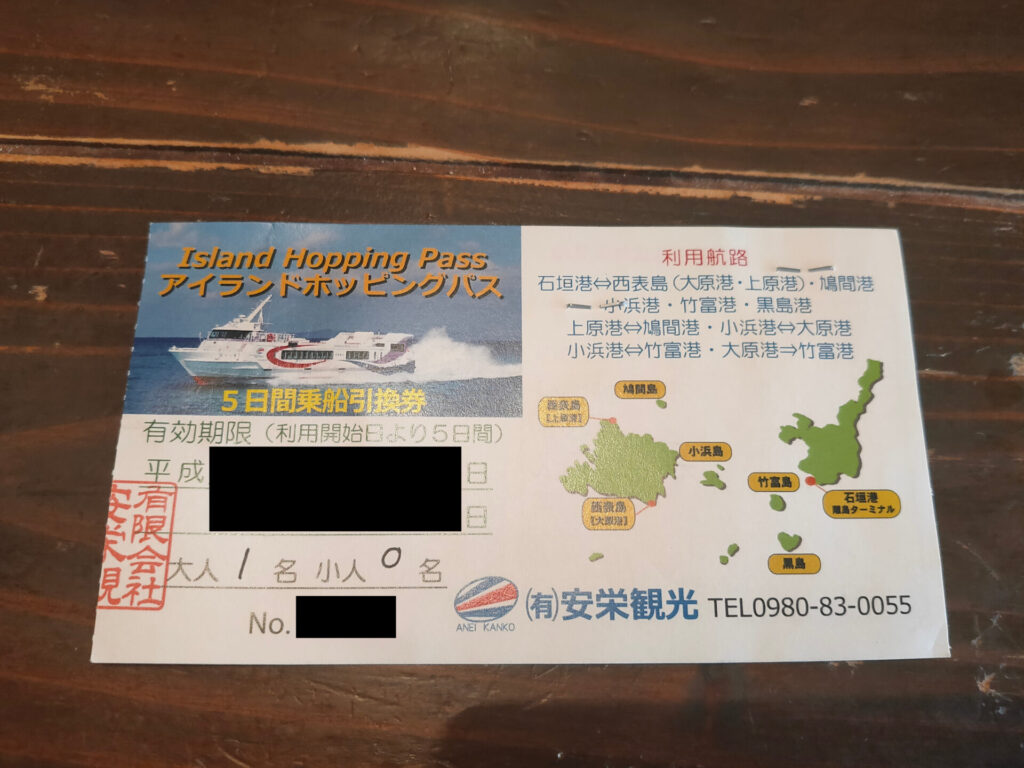 Island Hopping Pass
アイランドホッピングパス
5日間乗船引換券
有効期限(利用開始日より5日間)
平成 日
日
有限会社
大人 1 名 小人 0 名
No.
利用航路
石垣港⇔西表島(大原港・上原港)・鳩間港
小浜港・竹富港・黒島港
上原港⇔鳩間港・小浜港⇔大原港
小浜港⇔竹富港・大原港⇒竹富港
鳩間島
西表島
【上原港】
小浜島
竹富島
石垣港
離島ターミナル
西表島
【大原港】
黒島
ANEI KANKO
(有)安栄観光 TEL0980-83-0055